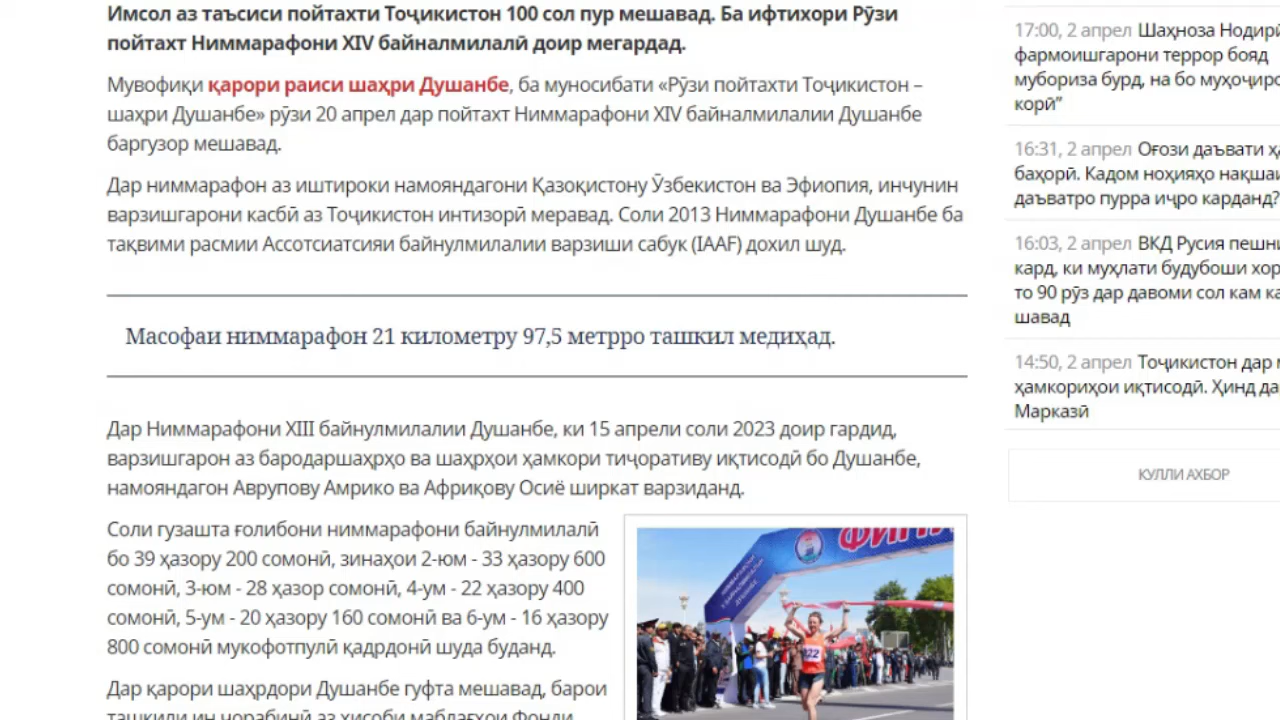 Имсол аз таъсиси пойтахти Тоҷикистон 100 сол пур мешавад. Ба ифтихори Рӯзи
пойтахт Ниммарафони XIV байналмилалӣ доир мегардад.
Мувофиқи қарори раиси шаҳри Душанбе, ба муносибати «Рӯзи пойтахти Тоҷикистон –
шаҳри Душанбе» рӯзи 20 апрел дар пойтахт Ниммарафони XIV байналмилалии Душанбе
баргузор мешавад.
Дар ниммарафон аз иштироки намояндагони Қазоқистону Ӯзбекистон ва Эфиопия, инчунин
варзишгарони касбӣ аз Тоҷикистон интизорӣ меравад. Соли 2013 Ниммарафони Душанбе ба
тақвими расмии Ассотсиатсияи байнулмилалии варзиши сабук (IAAF) дохил шуд.
Масофаи ниммарафон 21 километру 97,5 метрро ташкил медиҳад.
Дар Ниммарафони XIII байнулмилалии Душанбе, ки 15 апрели соли 2023 доир гардид,
варзишгарон аз бародаршаҳрҳо ва шаҳрҳои ҳамкори тиҷоративу иқтисодӣ бо Душанбе,
намояндагон Аврупову Амрико ва Африқову Осиё ширкат варзиданд.
Соли гузашта ғолибони ниммарафони байнулмилалӣ
бо 39 ҳазору 200 сомонӣ, зинаҳои 2-юм - 33 ҳазору 600
сомонӣ, 3-юм - 28 ҳазор сомонӣ, 4-ум - 22 ҳазору 400
сомонӣ, 5-ум - 20 ҳазору 160 сомонӣ ва 6-ум - 16 ҳазору
800 сомонӣ мукофотпулӣ қадрдонӣ шуда буданд.
Дар қарори шаҳрдори Душанбе гуфта мешавад, барои
ташкили ин чорабинӣ аз ҳисоби маблағҳои Фонди
17:00, 2 апрел Шаҳноза Нодирӣ
фармоишгарони террор бояд
мубориза бурд, на бо муҳоҷиро
корӣ”
16:31, 2 апрел Оғози даъвати ҳа
баҳорӣ. Кадом ноҳияҳо нақшаи
даъватро пурра иҷро карданд?
16:03, 2 апрел ВКД Русия пешни
кард, ки муҳлати будубоши хор
то 90 рӯз дар давоми сол кам ка
шавад
14:50, 2 апрел Тоҷикистон дар м
ҳамкориҳои иқтисодӣ. Ҳинд да
Марказӣ
КУЛЛИ АХБОР